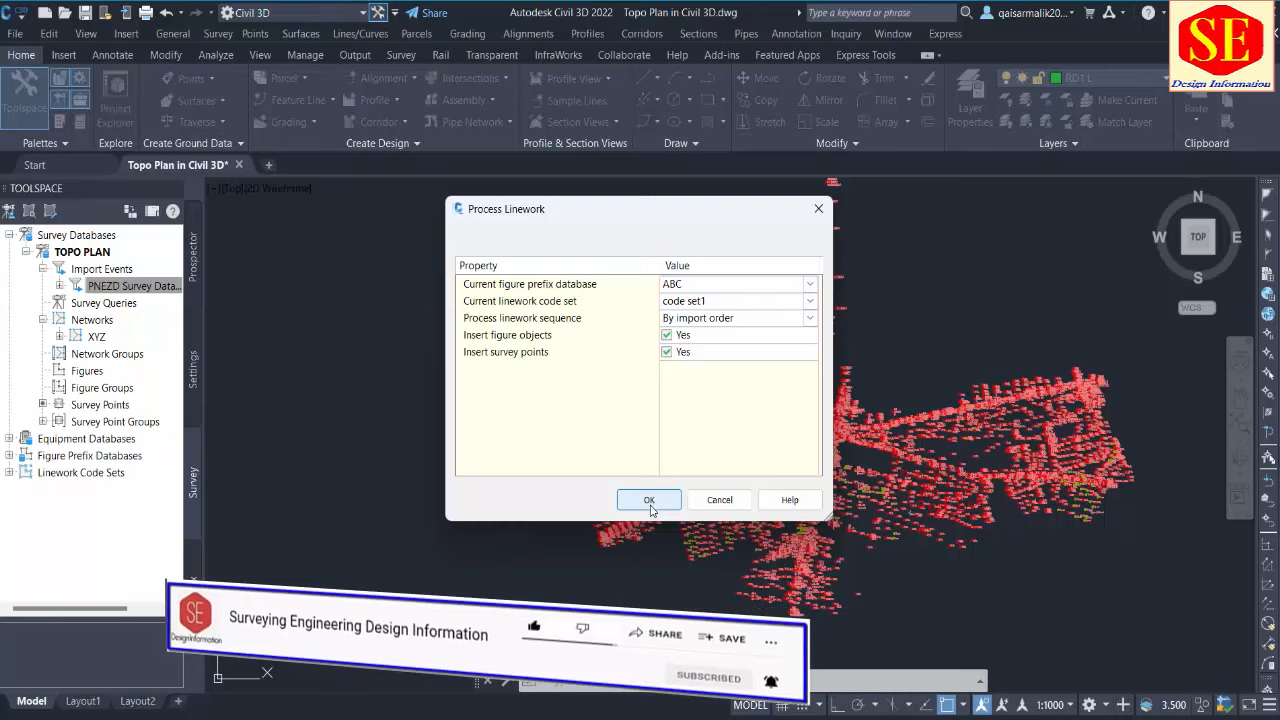 Civil 3D
Share
Autodesk Civil 3D 2022 Topo Plan in Civil 3D.dwg
Type a keyword or phrase
qaisarmalik20...
File Edit View Insert General Survey Points Surfaces Lines/Curves Parcels Grading Alignments Profiles Corridors Sections Pipes Annotation Inquiry Window Express
Home Insert Annotate Modify Analyze View Manage Output Survey Rail Transparent InfraWorks Collaborate Help Add-ins Featured Apps Express Tools
SE
Design Information
Toolspace
Project Explorer
Points Parcel Alignment Intersections Profile View Move Rotate Trim
Surfaces Feature Line Profile Assembly Sample Lines Copy Mirror Fillet
Traverse Grading Corridor Pipe Network Section Views Stretch Scale Array
Layer Properties
RD1 L
Make Current
Match Layer
Paste
Palettes Explore Create Ground Data Create Design Profile & Section Views Draw Modify Layers Clipboard
Start Topo Plan in Civil 3D*
TOOLSPACE
[-][Top][2D Wireframe]
Survey Databases
TOPO PLAN
Import Events
PNEZD Survey Data...
Survey Queries
Networks
XYZ
Network Groups
Figures
Figure Groups
Survey Points
Survey Point Groups
Equipment Databases
Figure Prefix Databases
Linework Code Sets
Prospector
Settings
Survey
Process Linework
Property Value
Current figure prefix database ABC
Current linework code set code set1
Process linework sequence By import order
Insert figure objects Yes
Insert survey points Yes
OK Cancel Help
N
W TOP E
S
WCS
SE
DesignInformation
Surveying Engineering Design Information
SHARE SAVE
SUBSCRIBED
X
Model Layout1 Layout2
MODEL 1:1000 3.500